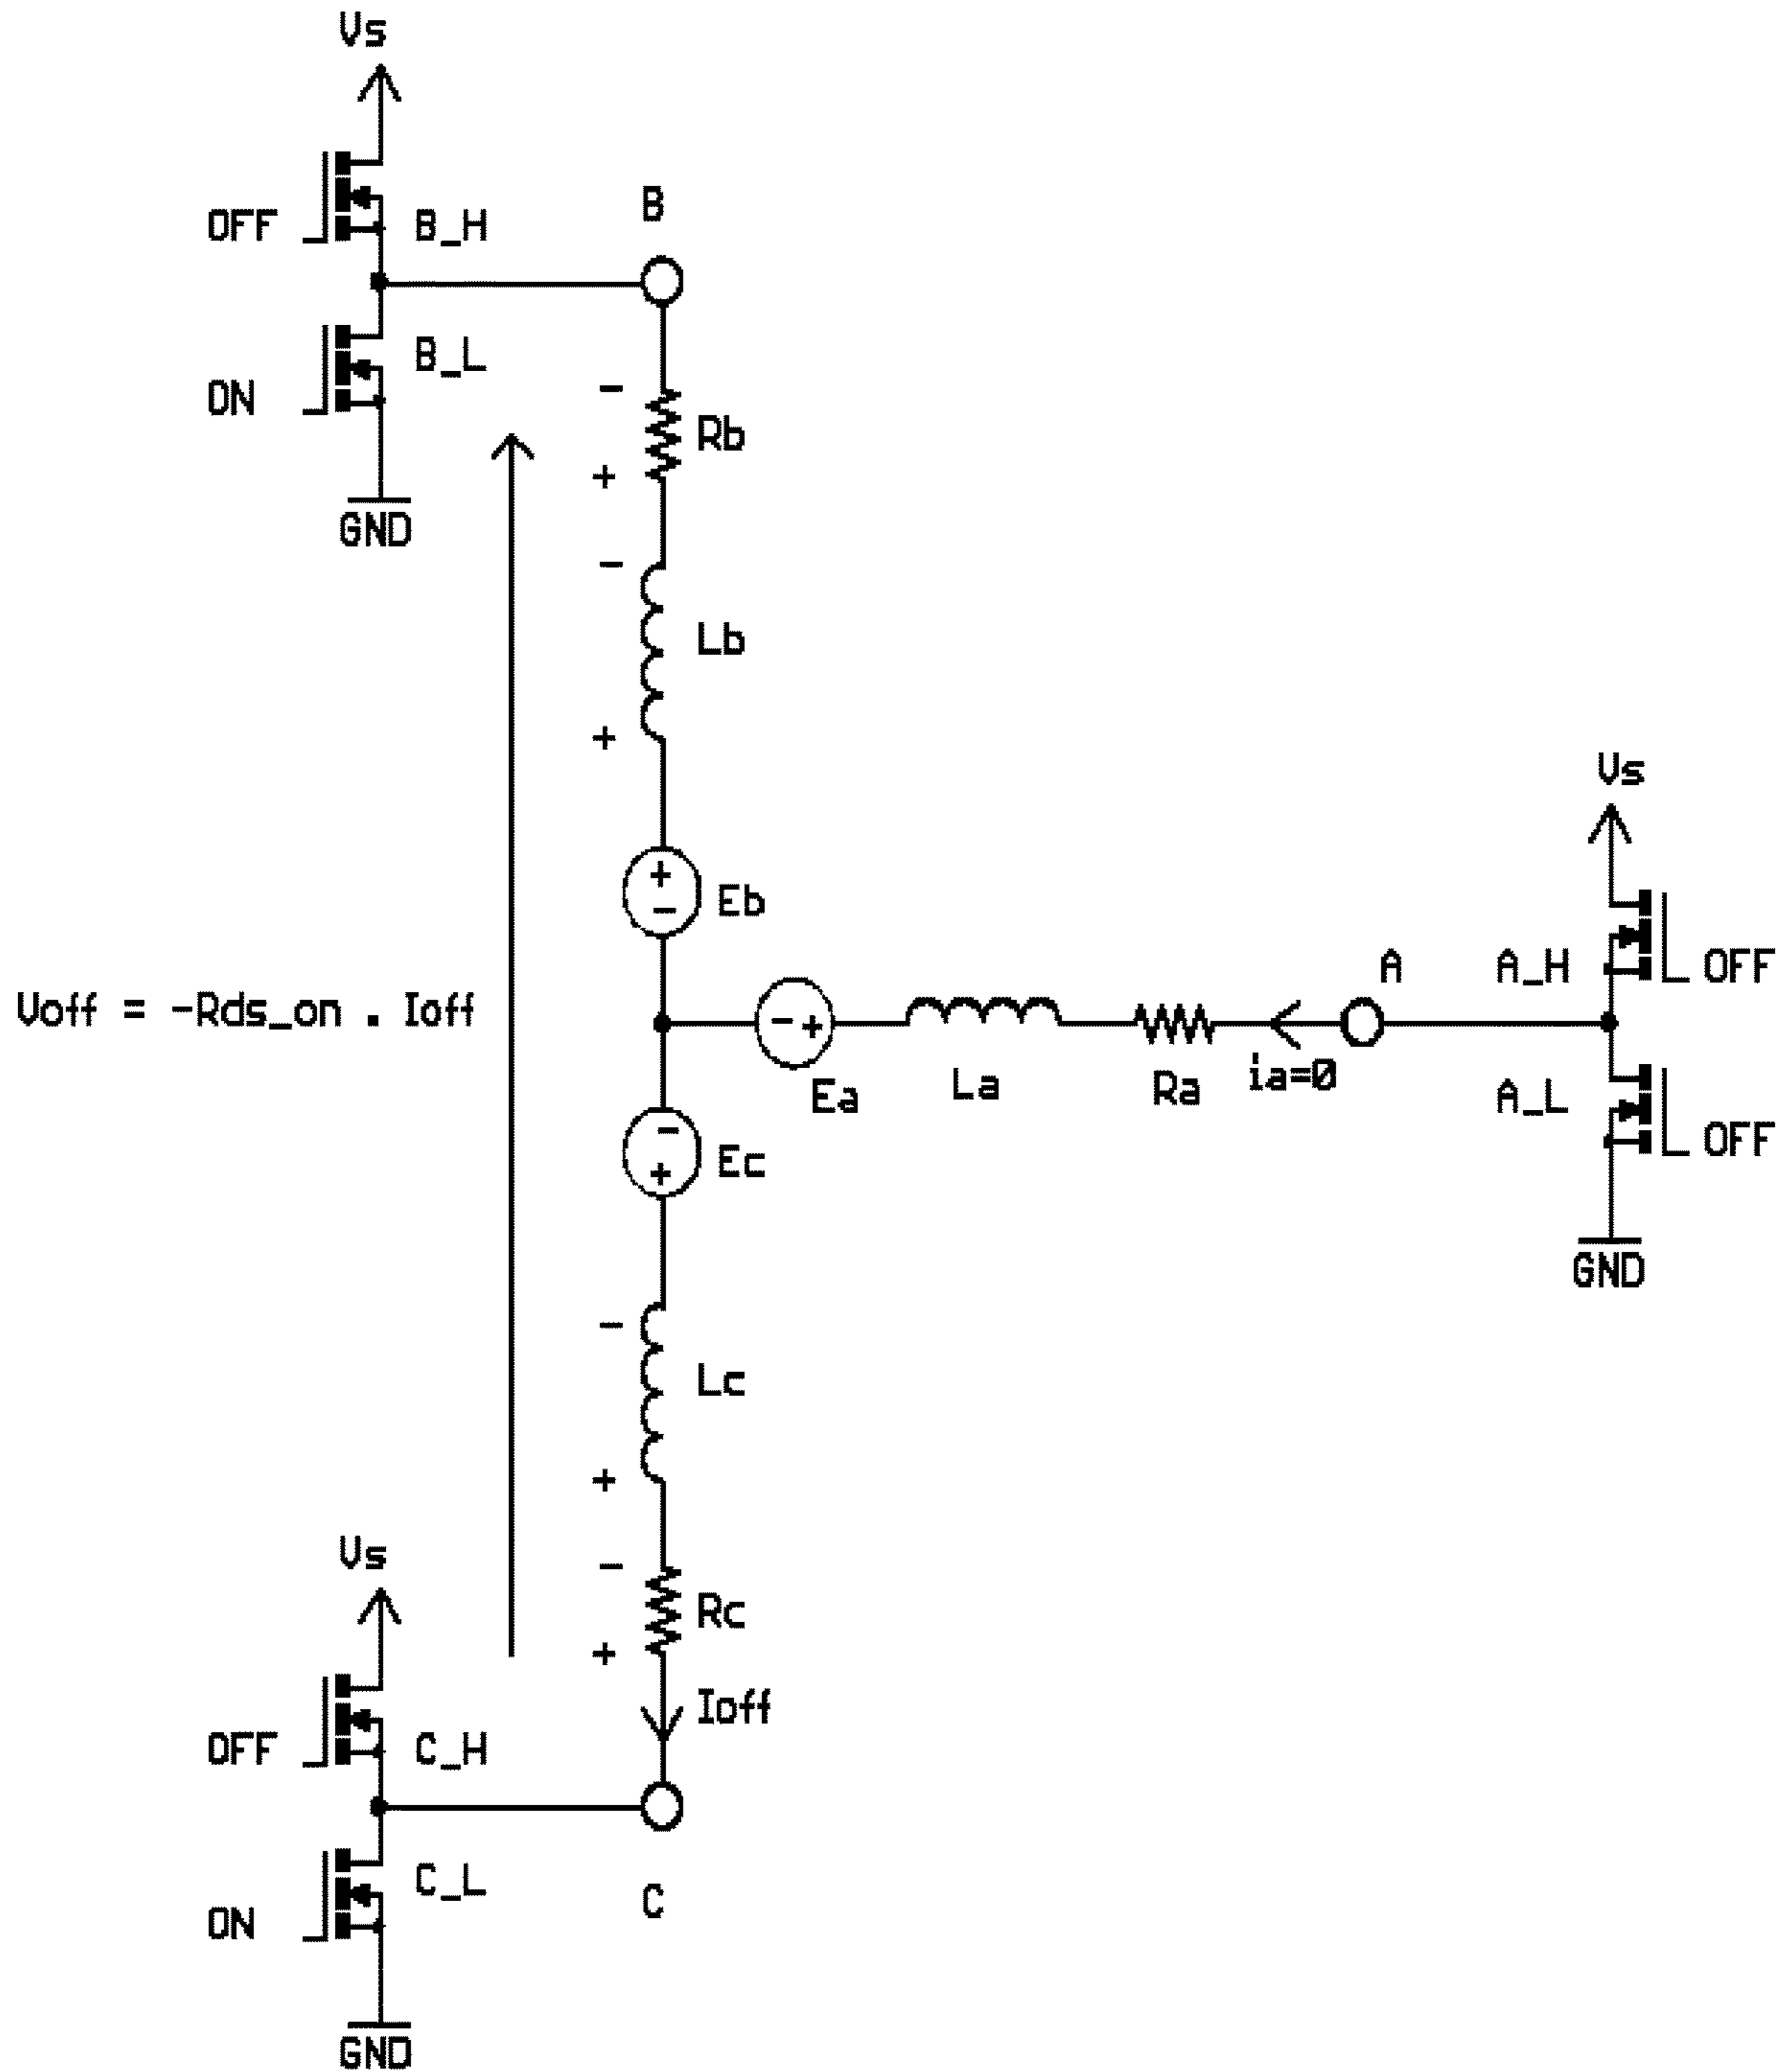 Vs
OFF
B_H
B
ON
B_L
-
Rb
+
GND
-
Lb
+
Vs
+
Eb
-
Voff = -Rds_on . Ioff
A
A_H
OFF
- +
Ea
La
Ra
ia=0
A_L
OFF
-
Ec
+
GND
-
Lc
+
Vs
-
Rc
+
Ioff
OFF
C_H
C_L
C
ON
GND